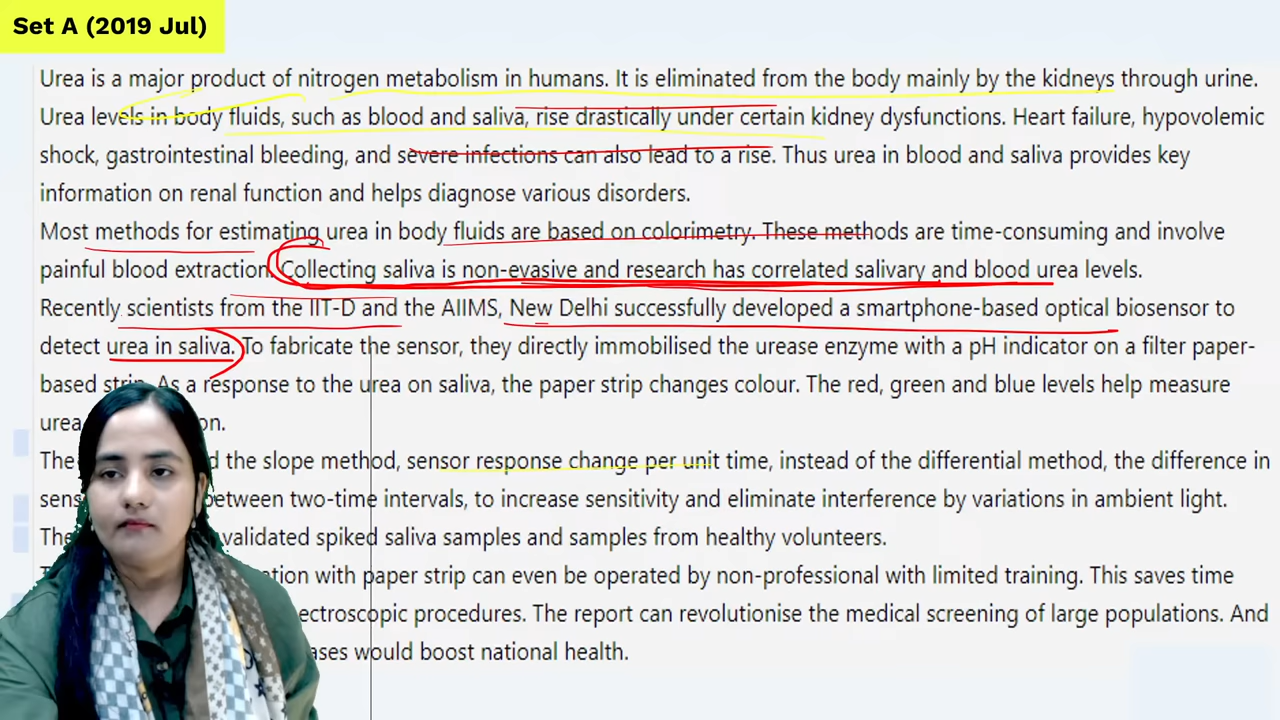 Set A (2019 Jul)
Urea is a major product of nitrogen metabolism in humans. It is eliminated from the body mainly by the kidneys through urine.
Urea levels in body fluids, such as blood and saliva, rise drastically under certain kidney dysfunctions. Heart failure, hypovolemic
shock, gastrointestinal bleeding, and severe infections can also lead to a rise. Thus urea in blood and saliva provides key
information on renal function and helps diagnose various disorders.
Most methods for estimating urea in body fluids are based on colorimetry. These methods are time-consuming and involve
painful blood extraction. Collecting saliva is non-evasive and research has correlated salivary and blood urea levels.
Recently scientists from the IIT-D and the AIIMS, New Delhi successfully developed a smartphone-based optical biosensor to
detect urea in saliva. To fabricate the sensor, they directly immobilised the urease enzyme with a pH indicator on a filter paper-
based strip. As a response to the urea on saliva, the paper strip changes colour. The red, green and blue levels help measure
urea
the slope method, sensor response change per unit time, instead of the differential method, the difference in
between two-time intervals, to increase sensitivity and eliminate interference by variations in ambient light.
validated spiked saliva samples and samples from healthy volunteers.
with paper strip can even be operated by non-professional with limited training. This saves time
procedures. The report can revolutionise the medical screening of large populations. And
would boost national health.